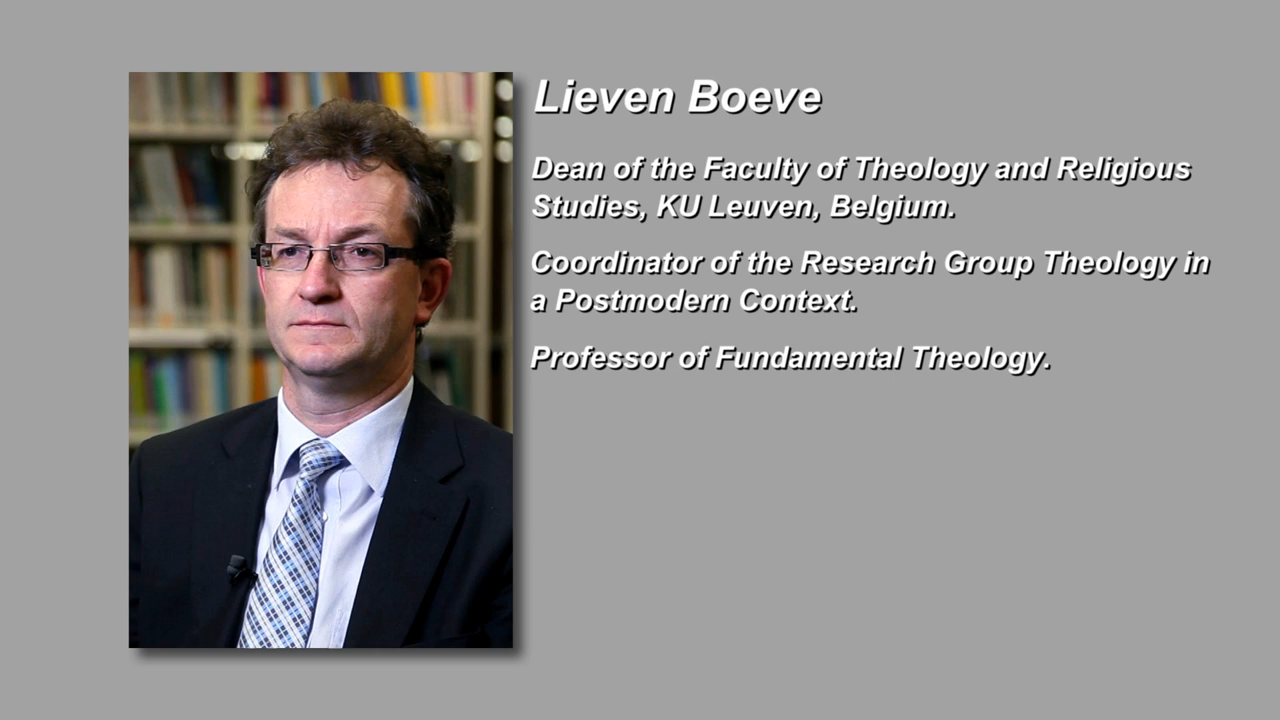 Lieven Boeve
Dean of the Faculty of Theology and Religious
Studies, KU Leuven, Belgium.
Coordinator of the Research Group Theology in
a Postmodern Context.
Professor of Fundamental Theology.